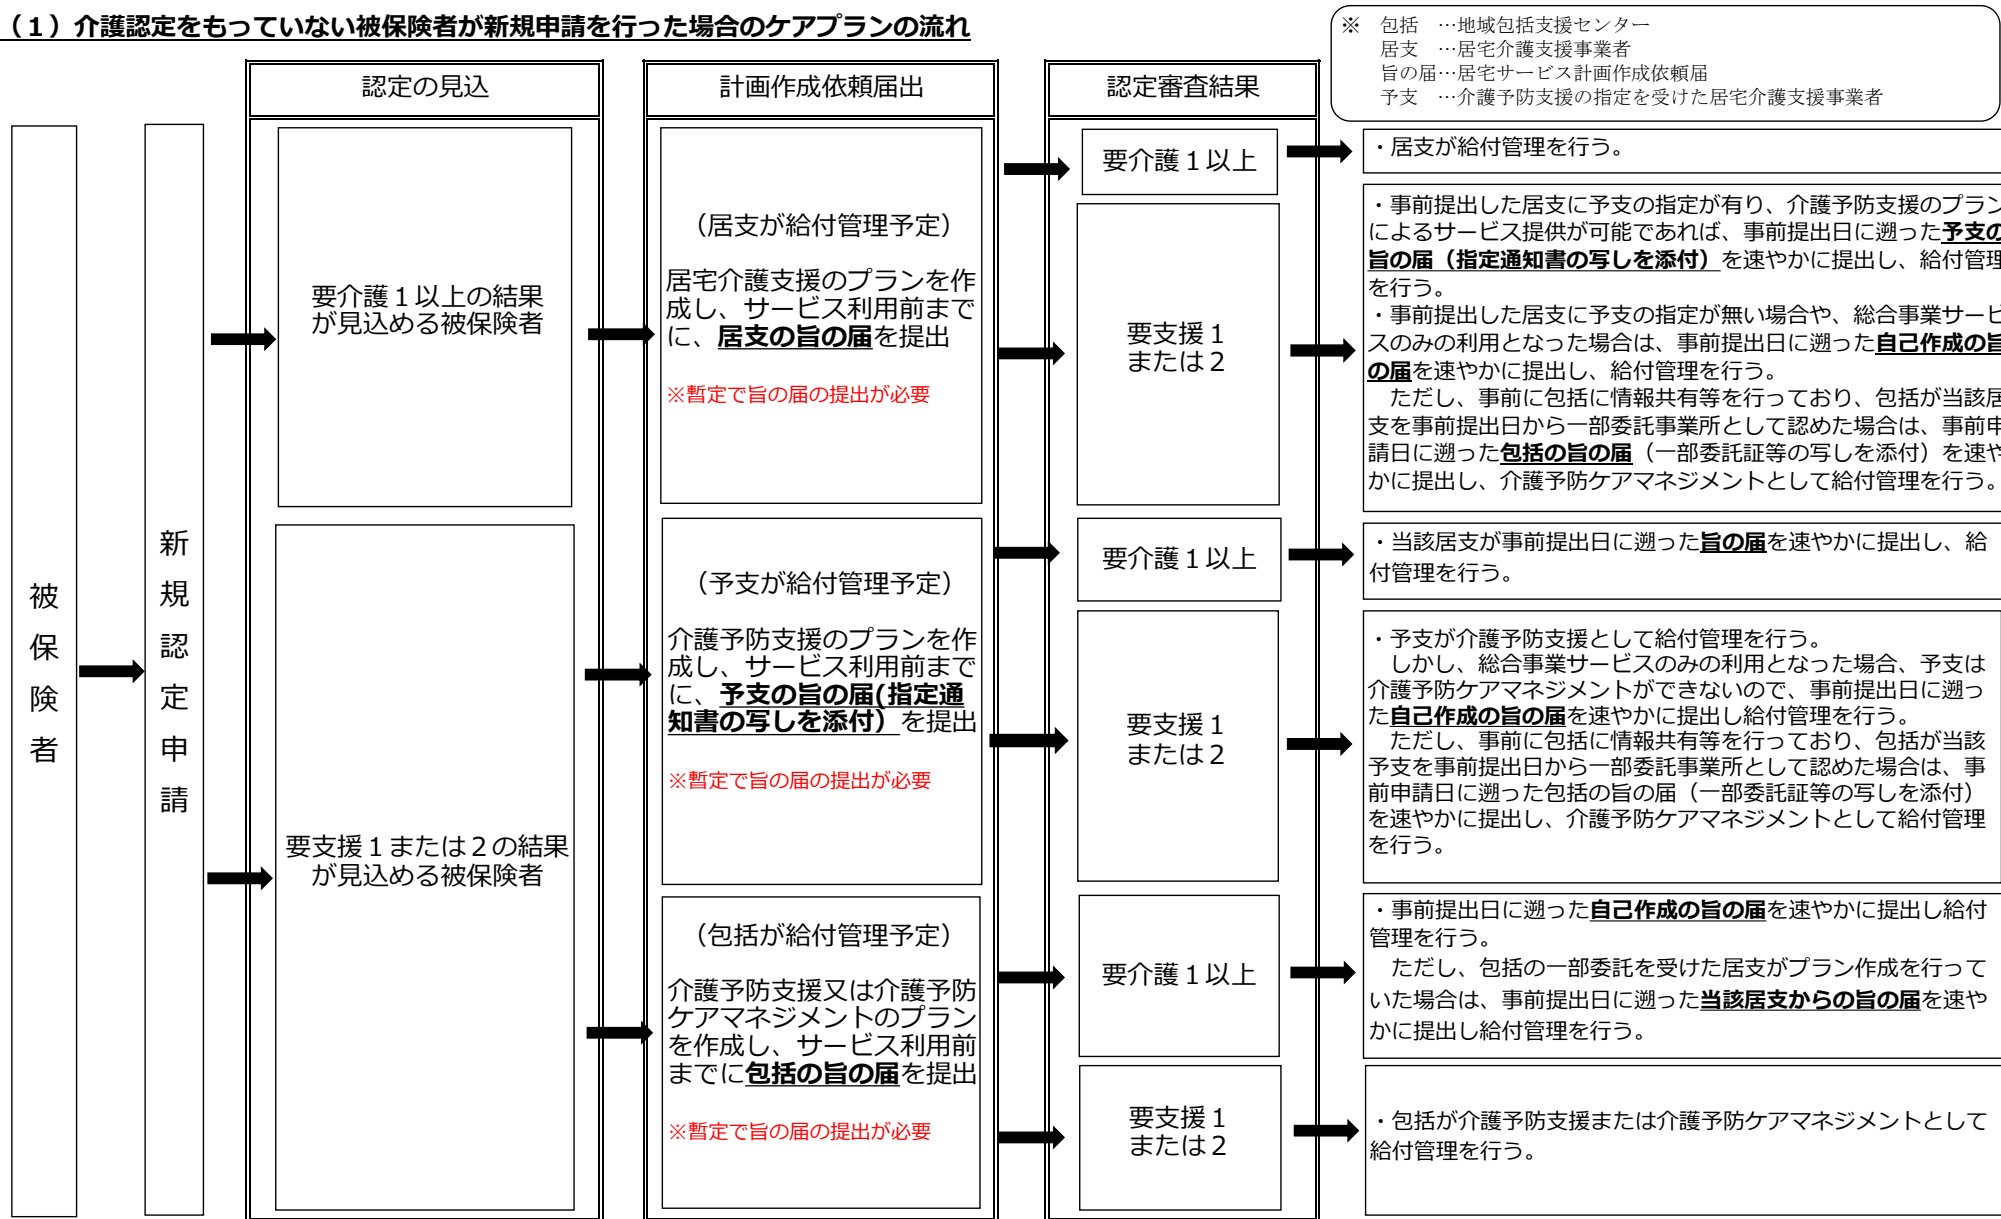 （１）介護認定をもっていない被保険者が新規申請を行った場合のケアプランの流れ
※　包括　…地域包括支援センター
居支　…居宅介護支援事業者
旨の届…居宅サービス計画作成依頼届
予支　…介護予防支援の指定を受けた居宅介護支援事業者
認定の見込
計画作成依頼届出
認定審査結果
被保険者
新規認定申請
要介護１以上の結果
が見込める被保険者
（居支が給付管理予定）
居宅介護支援のプランを作
成し、サービス利用前まで
に、居支の旨の届を提出
※暫定で旨の届の提出が必要
要介護１以上
・居支が給付管理を行う。
要支援１
または２
・事前提出した居支に予支の指定が有り、介護予防支援のプラン
によるサービス提供が可能であれば、事前提出日に遡った予支の
旨の届（指定通知書の写しを添付）を速やかに提出し、給付管理
を行う。
・事前提出した居支に予支の指定が無い場合や、総合事業サービ
スのみの利用となった場合は、事前提出日に遡った自己作成の旨
の届を速やかに提出し、給付管理を行う。
ただし、事前に包括に情報共有等を行っており、包括が当該居
支を事前提出日から一部委託事業所として認めた場合は、事前申
請日に遡った包括の旨の届（一部委託証等の写しを添付）を速や
かに提出し、介護予防ケアマネジメントとして給付管理を行う。
要支援１または２の結果
が見込める被保険者
（予支が給付管理予定）
介護予防支援のプランを作
成し、サービス利用前まで
に、予支の旨の届(指定通
知書の写しを添付）を提出
※暫定で旨の届の提出が必要
要介護１以上
・当該居支が事前提出日に遡った旨の届を速やかに提出し、給
付管理を行う。
要支援１
または２
・予支が介護予防支援として給付管理を行う。
しかし、総合事業サービスのみの利用となった場合、予支は
介護予防ケアマネジメントができないので、事前提出日に遡っ
た自己作成の旨の届を速やかに提出し給付管理を行う。
ただし、事前に包括に情報共有等を行っており、包括が当該
予支を事前提出日から一部委託事業所として認めた場合は、事
前申請日に遡った包括の旨の届（一部委託証等の写しを添付）
を速やかに提出し、介護予防ケアマネジメントとして給付管理
を行う。
（包括が給付管理予定）
介護予防支援又は介護予防
ケアマネジメントのプラン
を作成し、サービス利用前
までに包括の旨の届を提出
※暫定で旨の届の提出が必要
要介護１以上
・事前提出日に遡った自己作成の旨の届を速やかに提出し給付
管理を行う。
ただし、包括の一部委託を受けた居支がプラン作成を行って
いた場合は、事前提出日に遡った当該居支からの旨の届を速や
かに提出し給付管理を行う。
要支援１
または２
・包括が介護予防支援または介護予防ケアマネジメントとして
給付管理を行う。